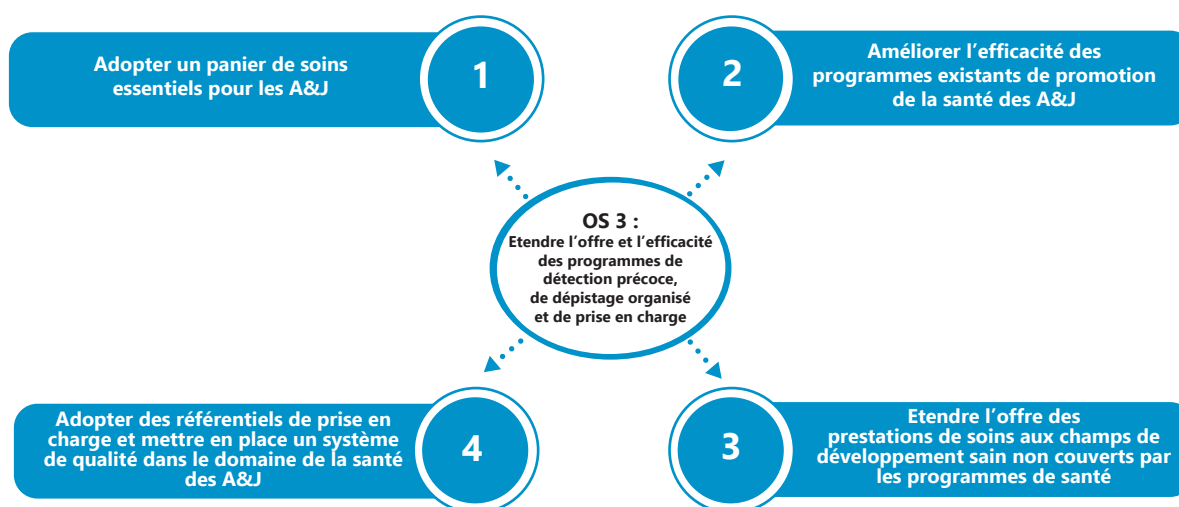 Adopter un panier de soins
essentiels pour les A&J
1
2
Améliorer l’efficacité des
programmes existants de promotion
de la santé des A&J
OS 3 :
Etendre l’offre et l’efficacité
des programmes de
détection précoce,
de dépistage organisé
et de prise en charge
Adopter des référentiels de prise en
charge et mettre en place un système
de qualité dans le domaine de la santé
des A&J
4
3
Etendre l’offre des
prestations de soins aux champs de
développement sain non couverts par
les programmes de santé